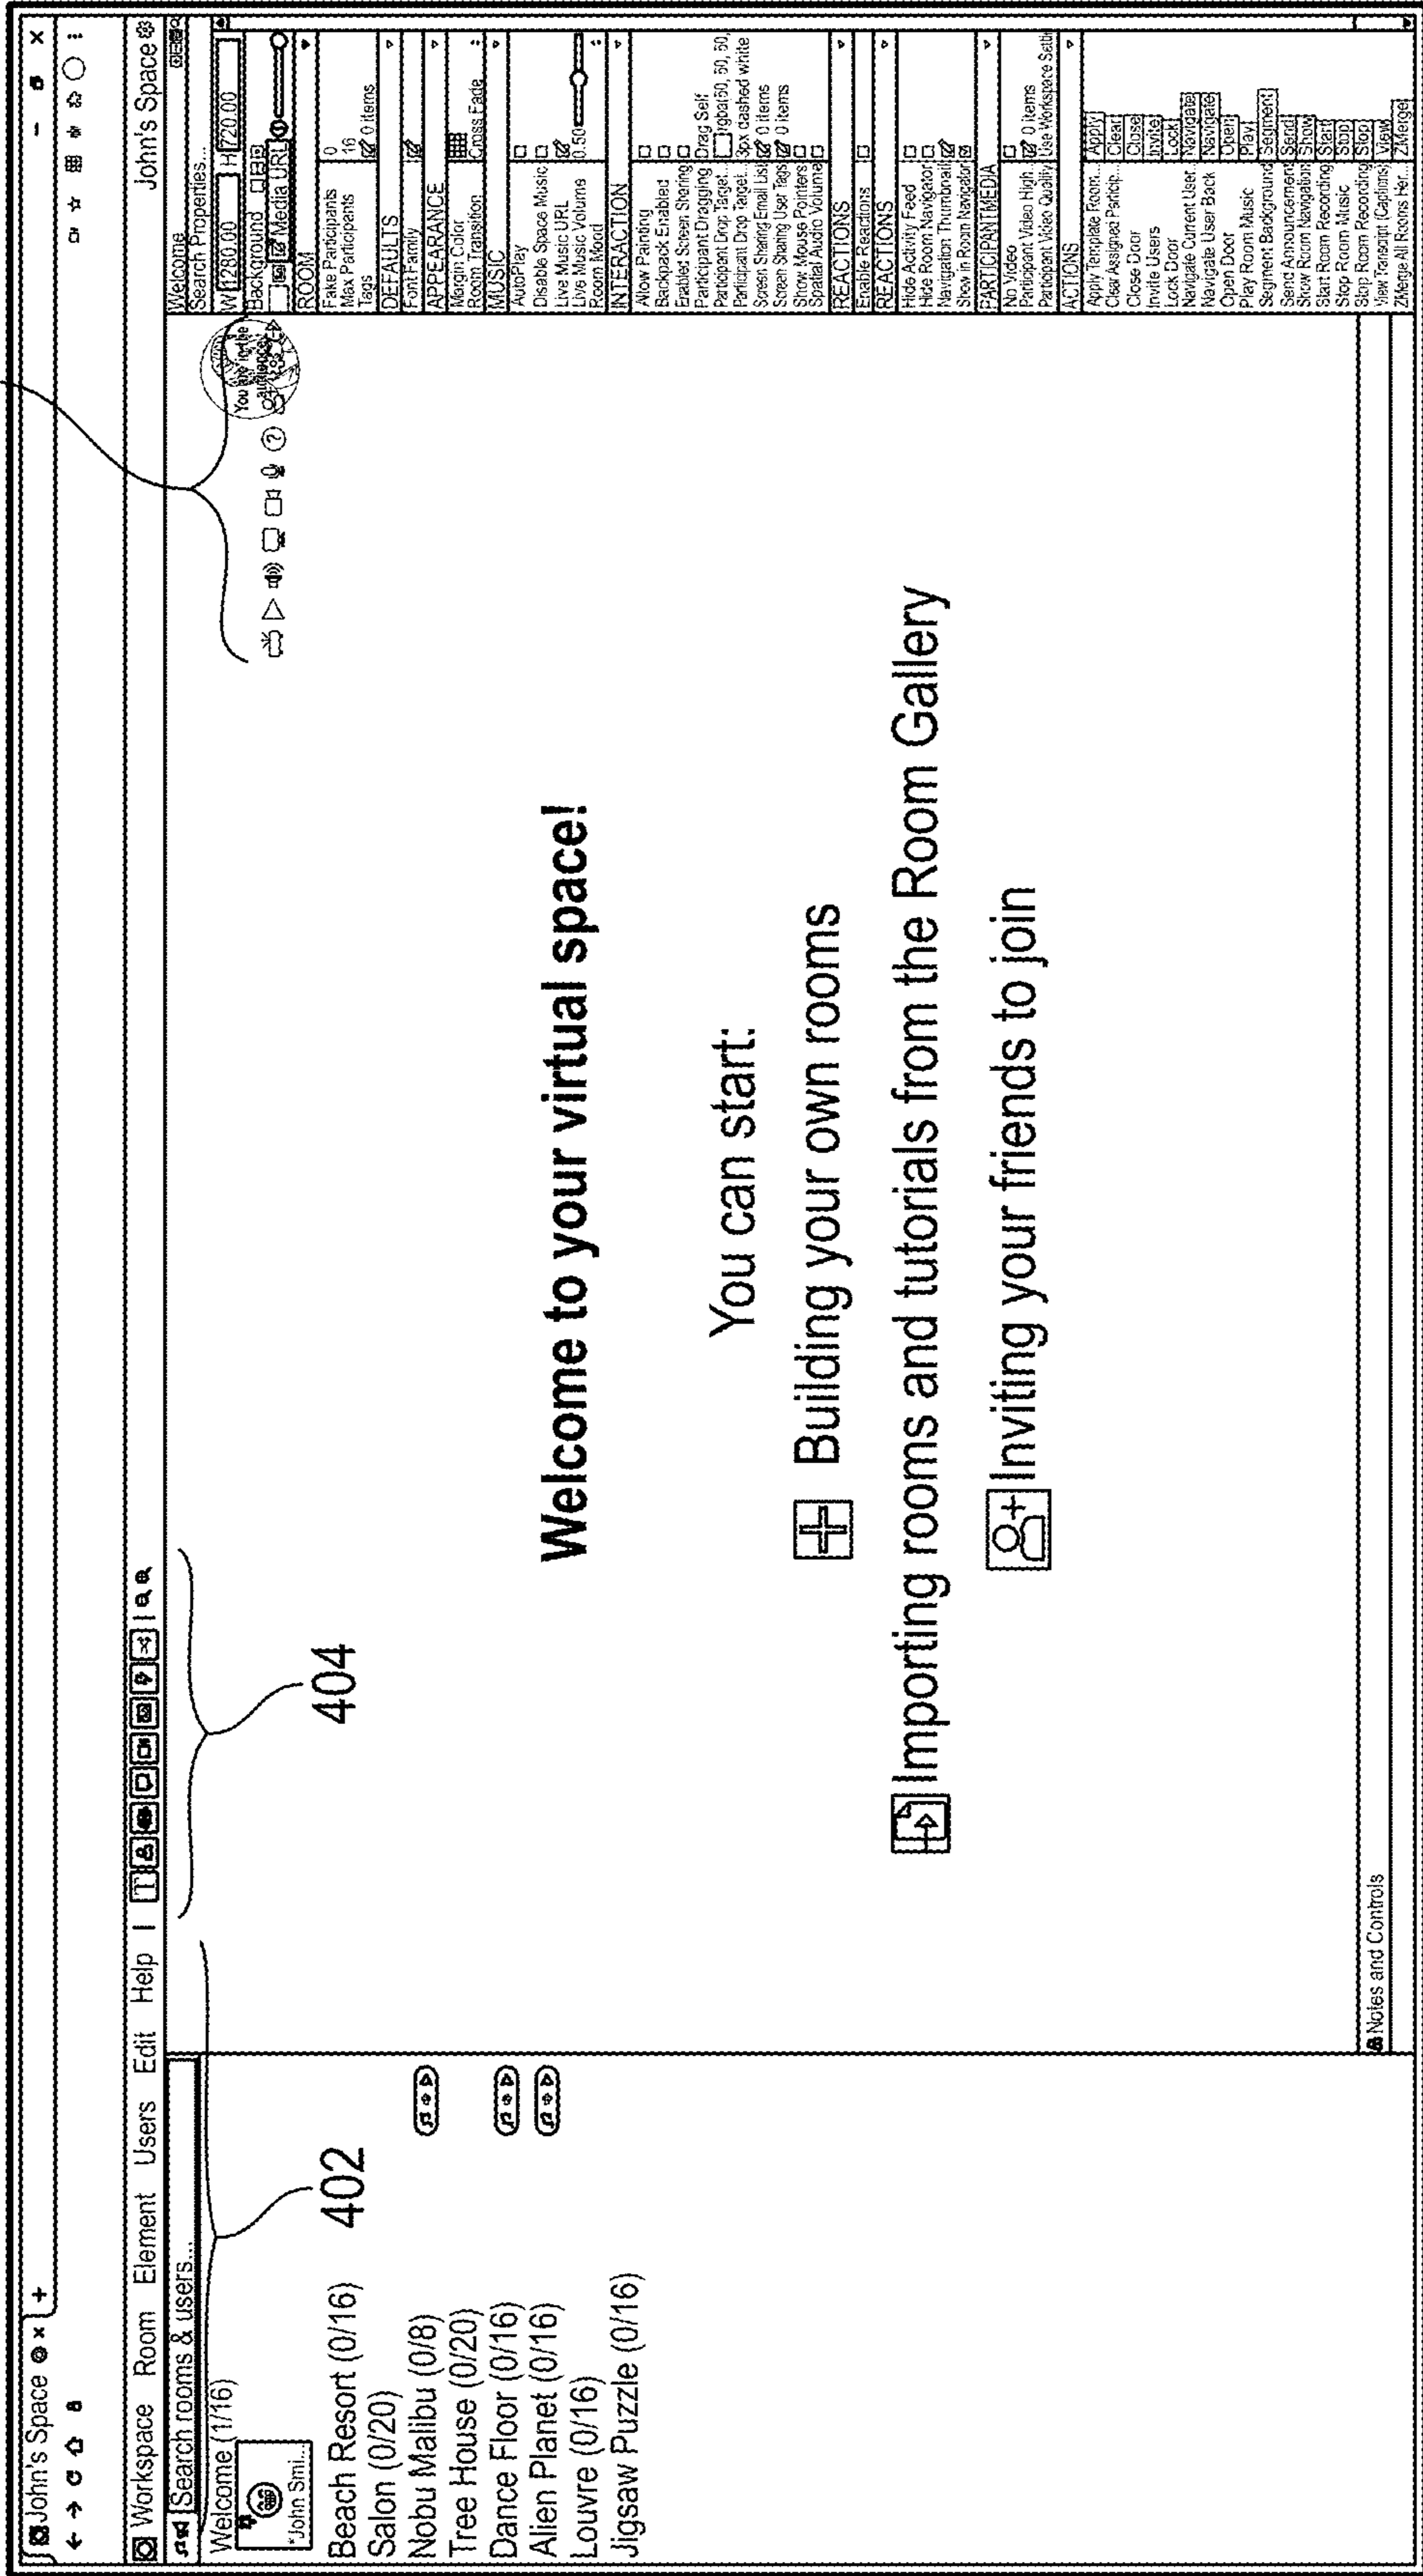 John's Space
Workspace Room Element Users Edit Help
John's Space
Search rooms & users...
Welcome (1/16)
*John Smi...
402
Beach Resort (0/16)
Salon (0/20)
Nobu Malibu (0/8)
Tree House (0/20)
Dance Floor (0/16)
Alien Planet (0/16)
Louvre (0/16)
Jigsaw Puzzle (0/16)
404
You are in the
audience!
Welcome to your virtual space!
You can start:
Building your own rooms
Importing rooms and tutorials from the Room Gallery
Inviting your friends to join
Notes and Controls
Welcome
Search Properties...
W 1280.00 H 720.00
Background
Media URL
ROOM
Fake Participants 0
Max Participants 16
Tags 0 items
DEFAULTS
Font Family
APPEARANCE
Margin Color
Room Transition Cross Fade
MUSIC
AutoPlay
Disable Space Music
Live Music URL
Live Music Volume 0.50
Room Mood
INTERACTION
Allow Painting
Backpack Enabled
Enabled Screen Sharing
Participant Dragging Drag Self
Participant Drop Target... rgba(60, 60, 60,
Participant Drop Target... 3px dashed white
Screen Sharing Email List 0 items
Screen Sharing User Tags 0 items
Show Mouse Pointers
Spatial Audio Volume
REACTIONS
Enable Reactions
REACTIONS
Hide Activity Feed
Hide Room Navigator
Navigation Thumbnail
Show in Room Navigator
PARTICIPANTMEDIA
No Video
Participant Video High... 0 items
Participant Video Quality Use Workspace Setti
ACTIONS
Apply Template Room... Apply
Clear Assigned Particip... Clear
Close Door Close
Invite Users Invite
Lock Door Lock
Navigate Current User Navigate
Navigate User Back Navigate
Open Door Open
Play Room Music Play
Segment Background Segment
Send Announcement Send
Show Room Navigation Show
Start Room Recording Start
Stop Room Music Stop
Stop Room Recording Stop
View Transcript (Captions) View
ZMerge All Rooms Her... ZMerge